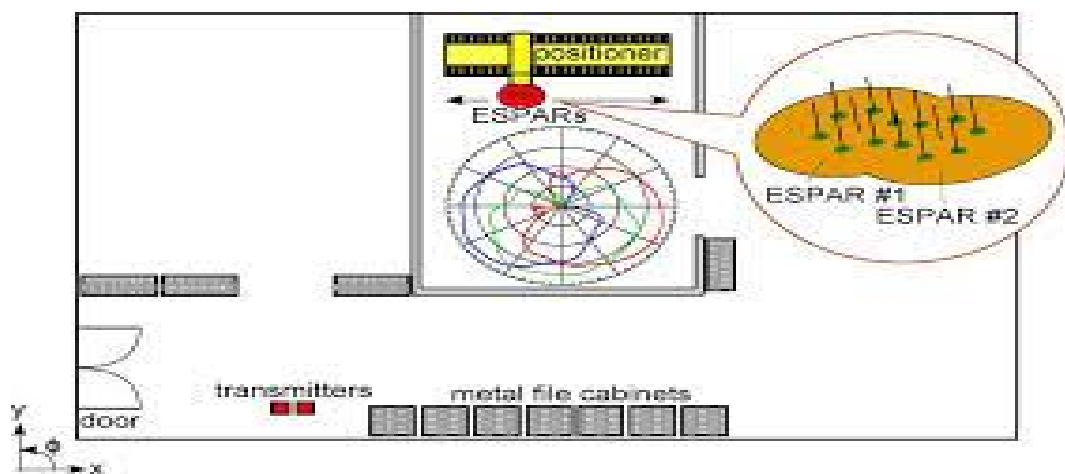 positioner
ESPARs
ESPAR #1
ESPAR #2
transmitters
metal file cabinets
door
y
ϕ
x